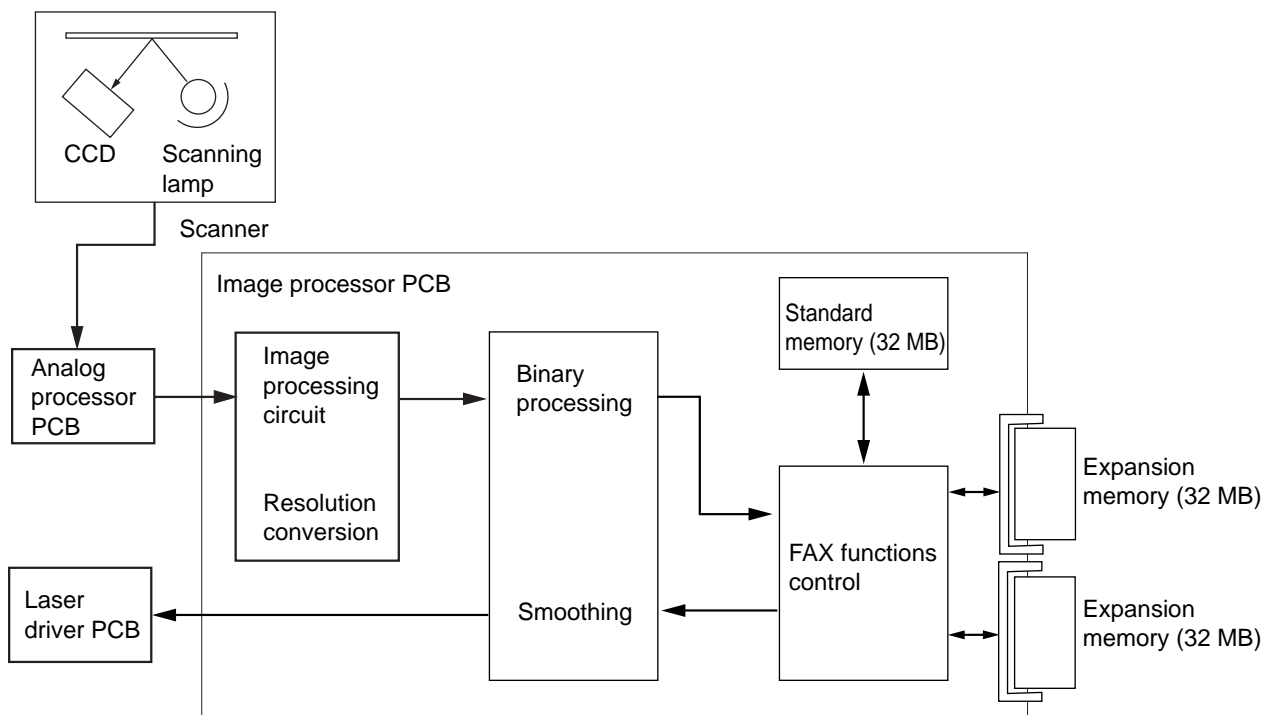 CCD
Scanning
lamp
Scanner
Image processor PCB
Analog
processor
PCB
Image
processing
circuit
Resolution
conversion
Binary
processing
Smoothing
Standard
memory (32 MB)
FAX functions
control
Expansion
memory (32 MB)
Expansion
memory (32 MB)
Laser
driver PCB